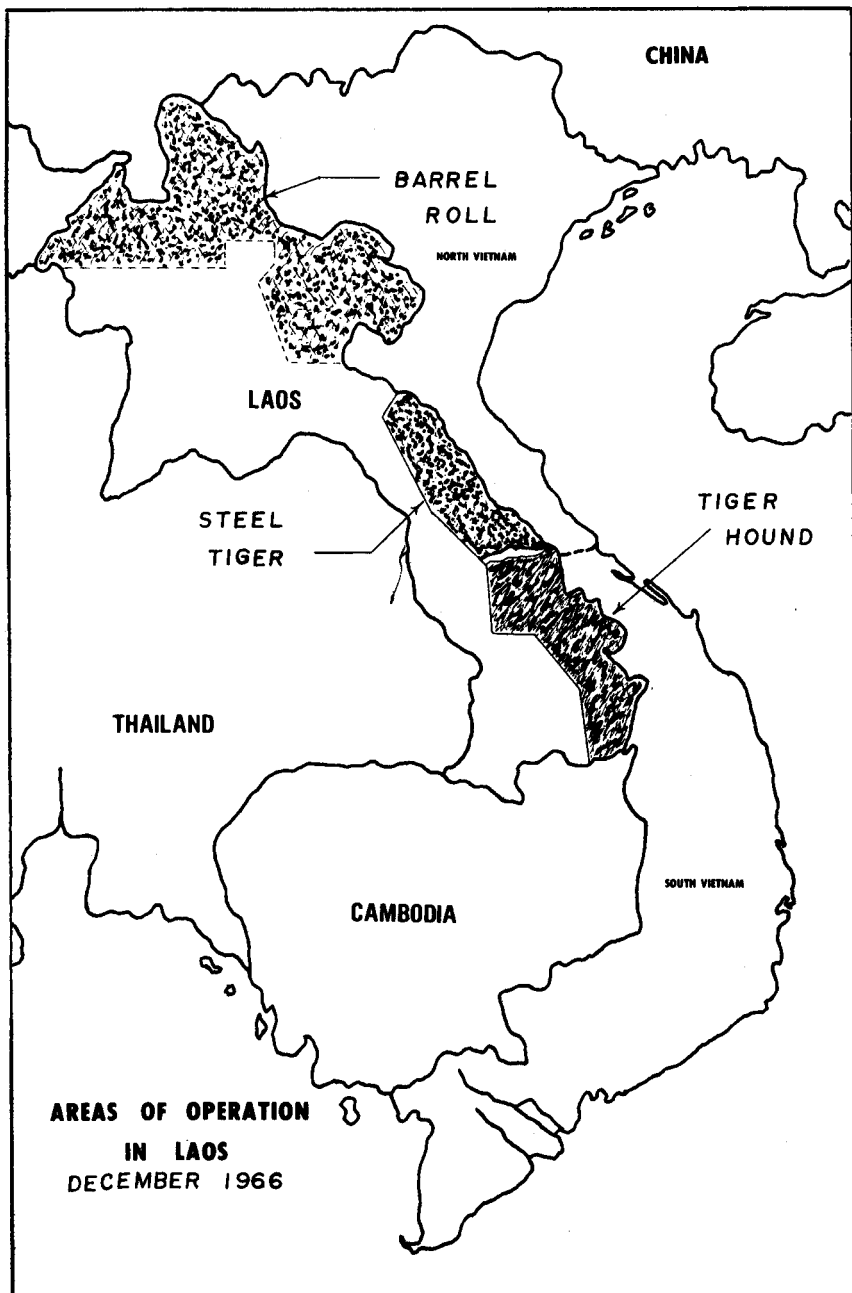 CHINA
BARREL
ROLL
NORTH VIETNAM
LAOS
STEEL
TIGER
TIGER
HOUND
THAILAND
SOUTH VIETNAM
CAMBODIA
AREAS OF OPERATION
IN LAOS
DECEMBER 1966